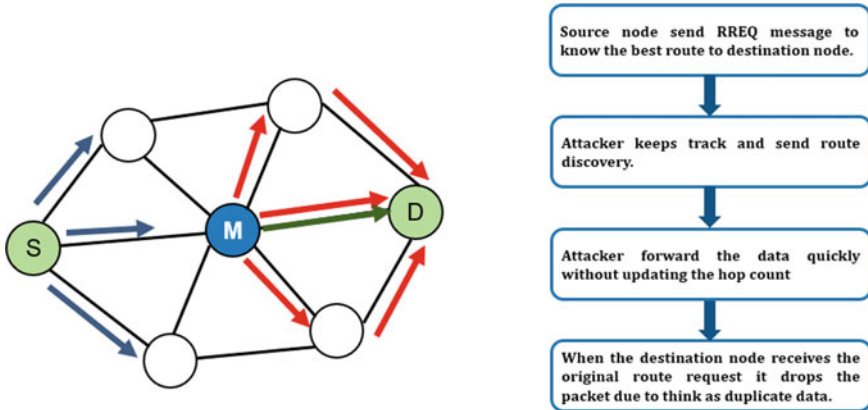 S
M
D
Source node send RREQ message to
know the best route to destination node.
Attacker keeps track and send route
discovery.
Attacker forward the data quickly
without updating the hop count
When the destination node receives the
original route request it drops the
packet due to think as duplicate data.